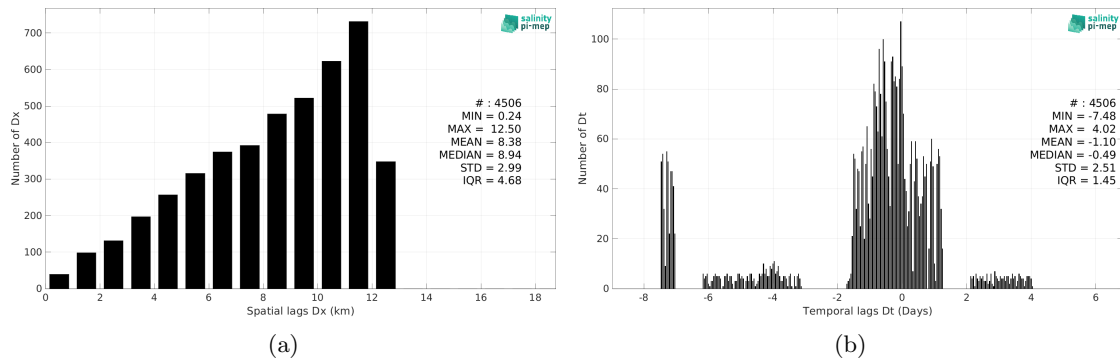 salinity
pi-mep
700
600
500
400
300
200
100
0
Number of Dx
# : 4506
MIN = 0.24
MAX = 12.50
MEAN = 8.38
MEDIAN = 8.94
STD = 2.99
IQR = 4.68
0 2 4 6 8 10 12 14 16 18
Spatial lags Dx (km)
(a)
salinity
pi-mep
100
80
60
40
20
0
Number of Dt
# : 4506
MIN = -7.48
MAX = 4.02
MEAN = -1.10
MEDIAN = -0.49
STD = 2.51
IQR = 1.45
-8 -6 -4 -2 0 2 4 6
Temporal lags Dt (Days)
(b)